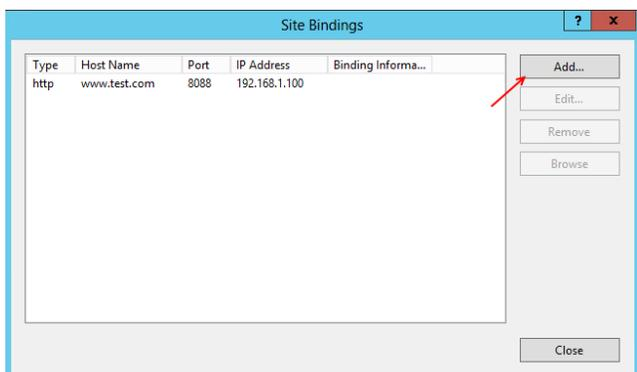 Site Bindings
? x
Type Host Name Port IP Address Binding Informa...
http www.test.com 8088 192.168.1.100
Add...
Edit...
Remove
Browse
Close